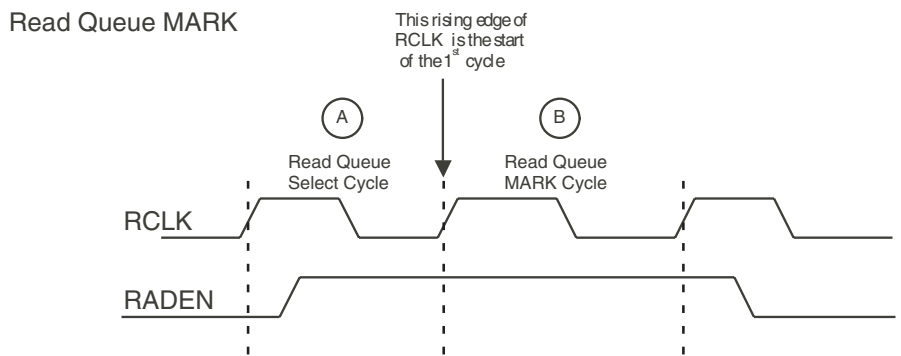 Read Queue MARK
This rising edge of
RCLK is the start
of the 1st cycle
A
B
Read Queue
Select Cycle
Read Queue
MARK Cycle
RCLK
RADEN